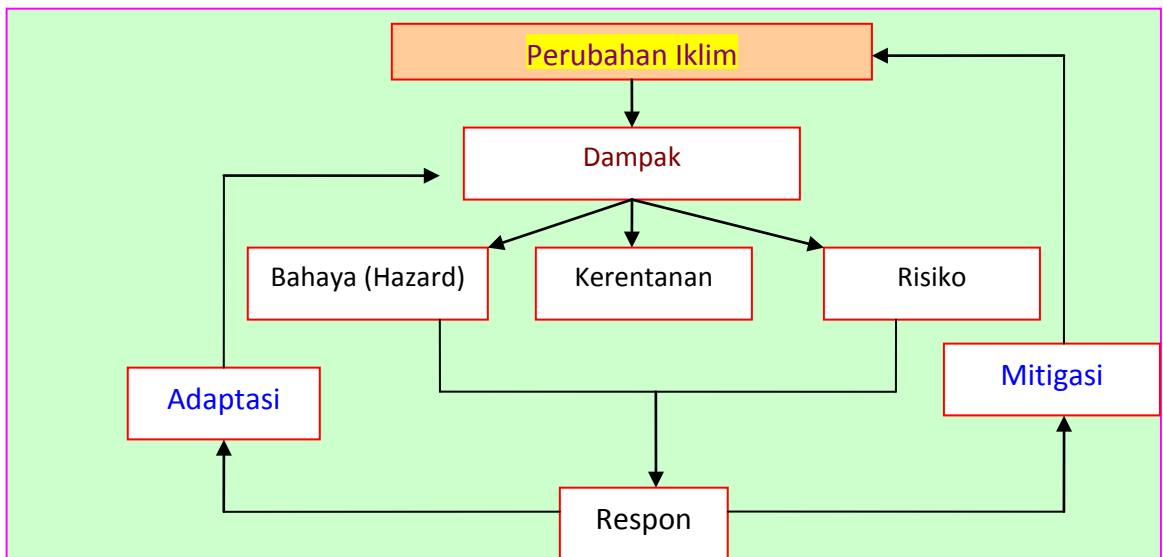 Perubahan Iklim
Dampak
Bahaya (Hazard)
Kerentanan
Risiko
Adaptasi
Mitigasi
Respon